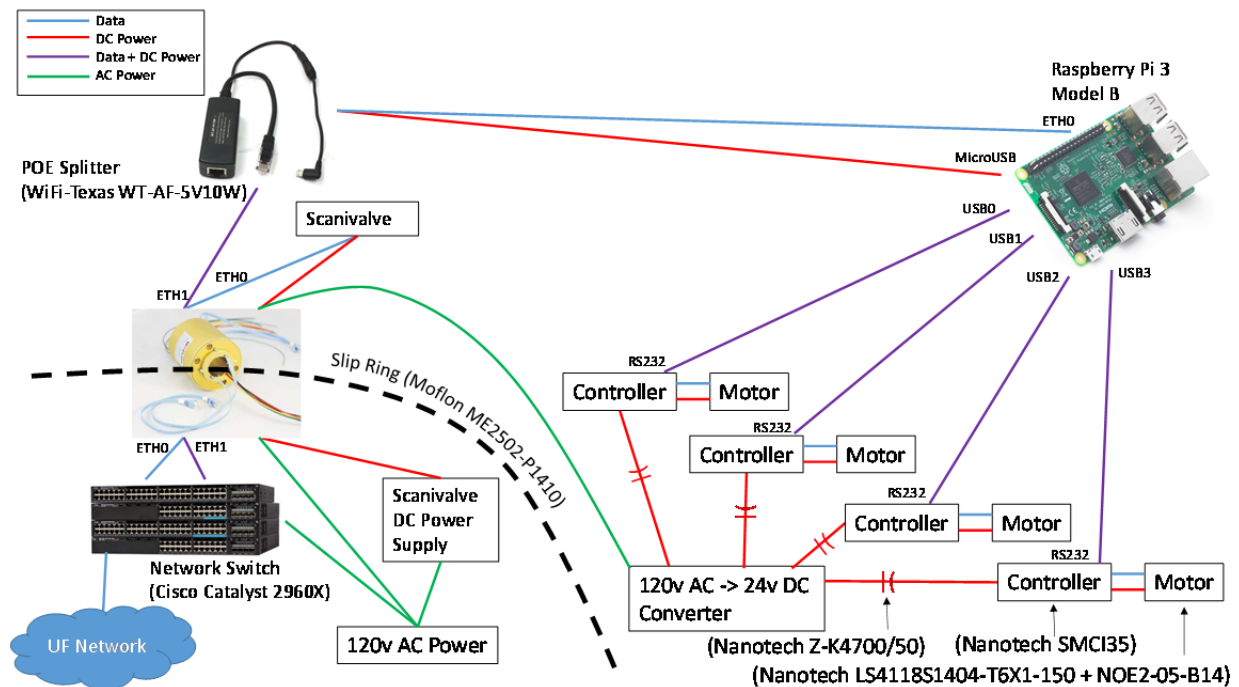 Data
DC Power
Data + DC Power
AC Power
Raspberry Pi 3
Model B
ETH0
MicroUSB
POE Splitter
(WiFi-Texas WT-AF-5V10W)
Scanivalve
USB0
USB1
USB2
USB3
ETH0
ETH1
Slip Ring (Moflon ME2502-P1410)
RS232
Controller
Motor
RS232
Controller
Motor
ETH0
ETH1
Scanivalve
DC Power
Supply
RS232
Controller
Motor
RS232
Controller
Motor
Network Switch
(Cisco Catalyst 2960X)
120v AC -> 24v DC
Converter
UF Network
120v AC Power
(Nanotech Z-K4700/50)
(Nanotech SMCI35)
(Nanotech LS4118S1404-T6X1-150 + NOE2-05-B14)